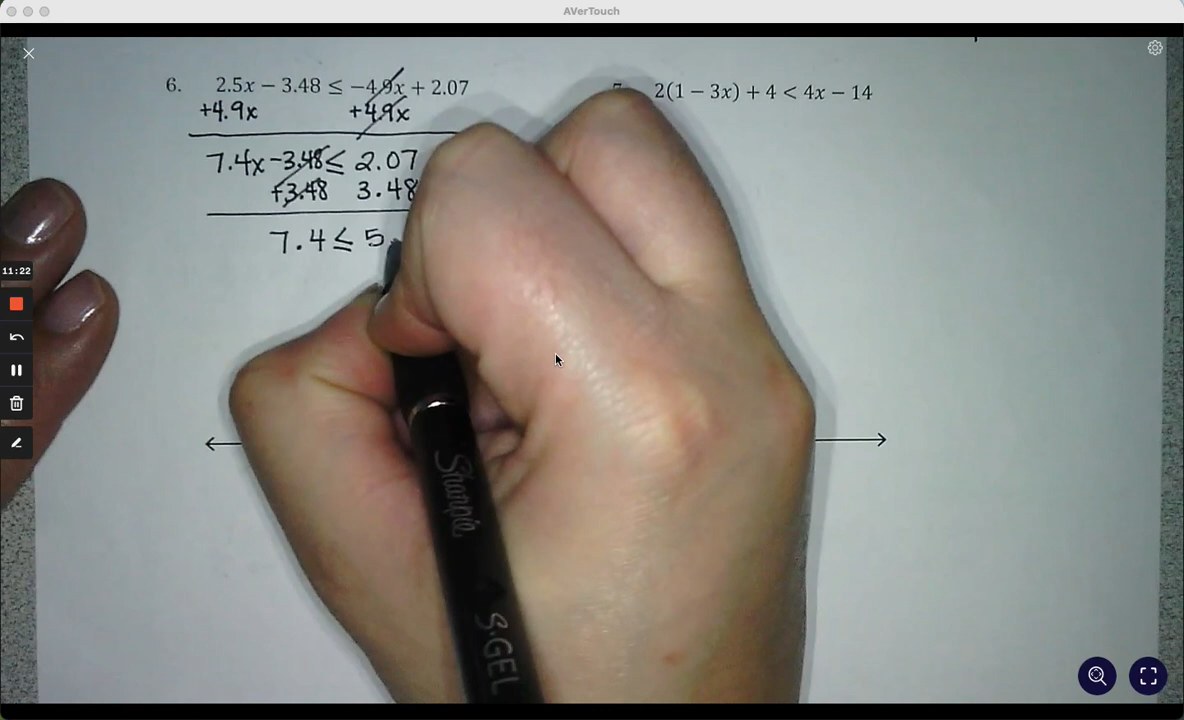 AVerTouch
6. 2.5x − 3.48 ≤ −4.9x + 2.07
+4.9x +4.9x
7.4x -3.48 ≤ 2.07
+3.48 3.48
7.4 ≤ 5.
2(1 − 3x) + 4 < 4x − 14
11:22
Sharpie
S·GEL